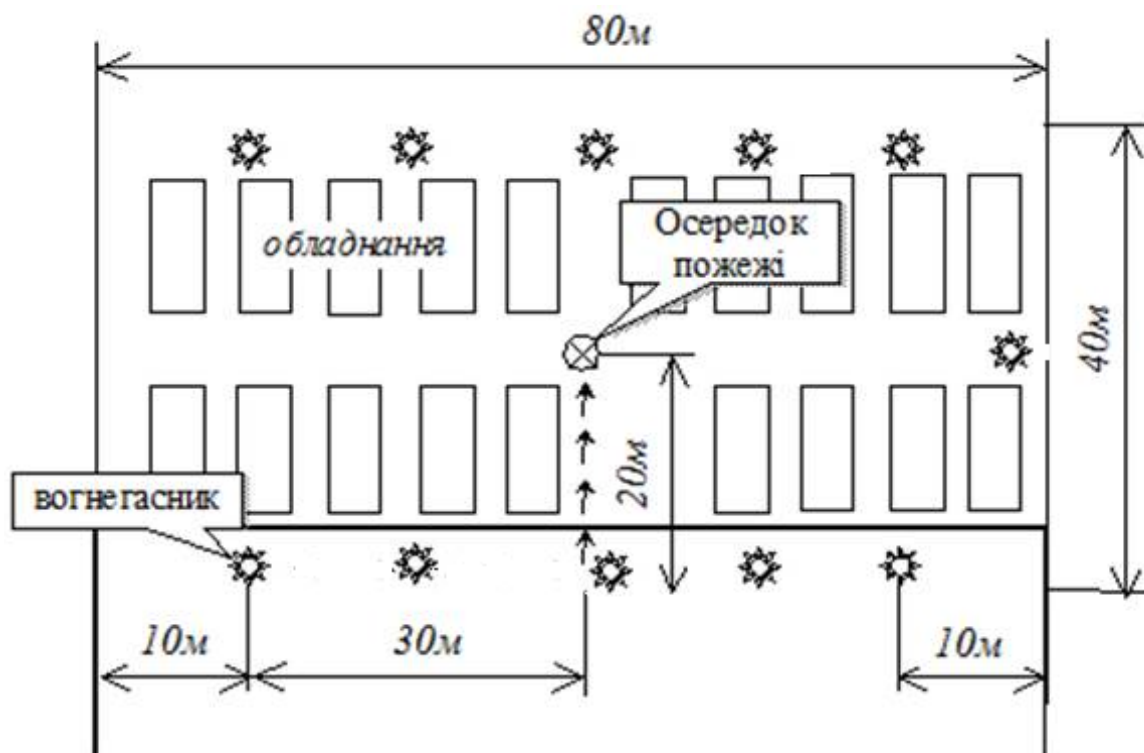 80м
обладнання
Осередок
пожежі
40м
20м
вогнегасник
10м
30м
10м